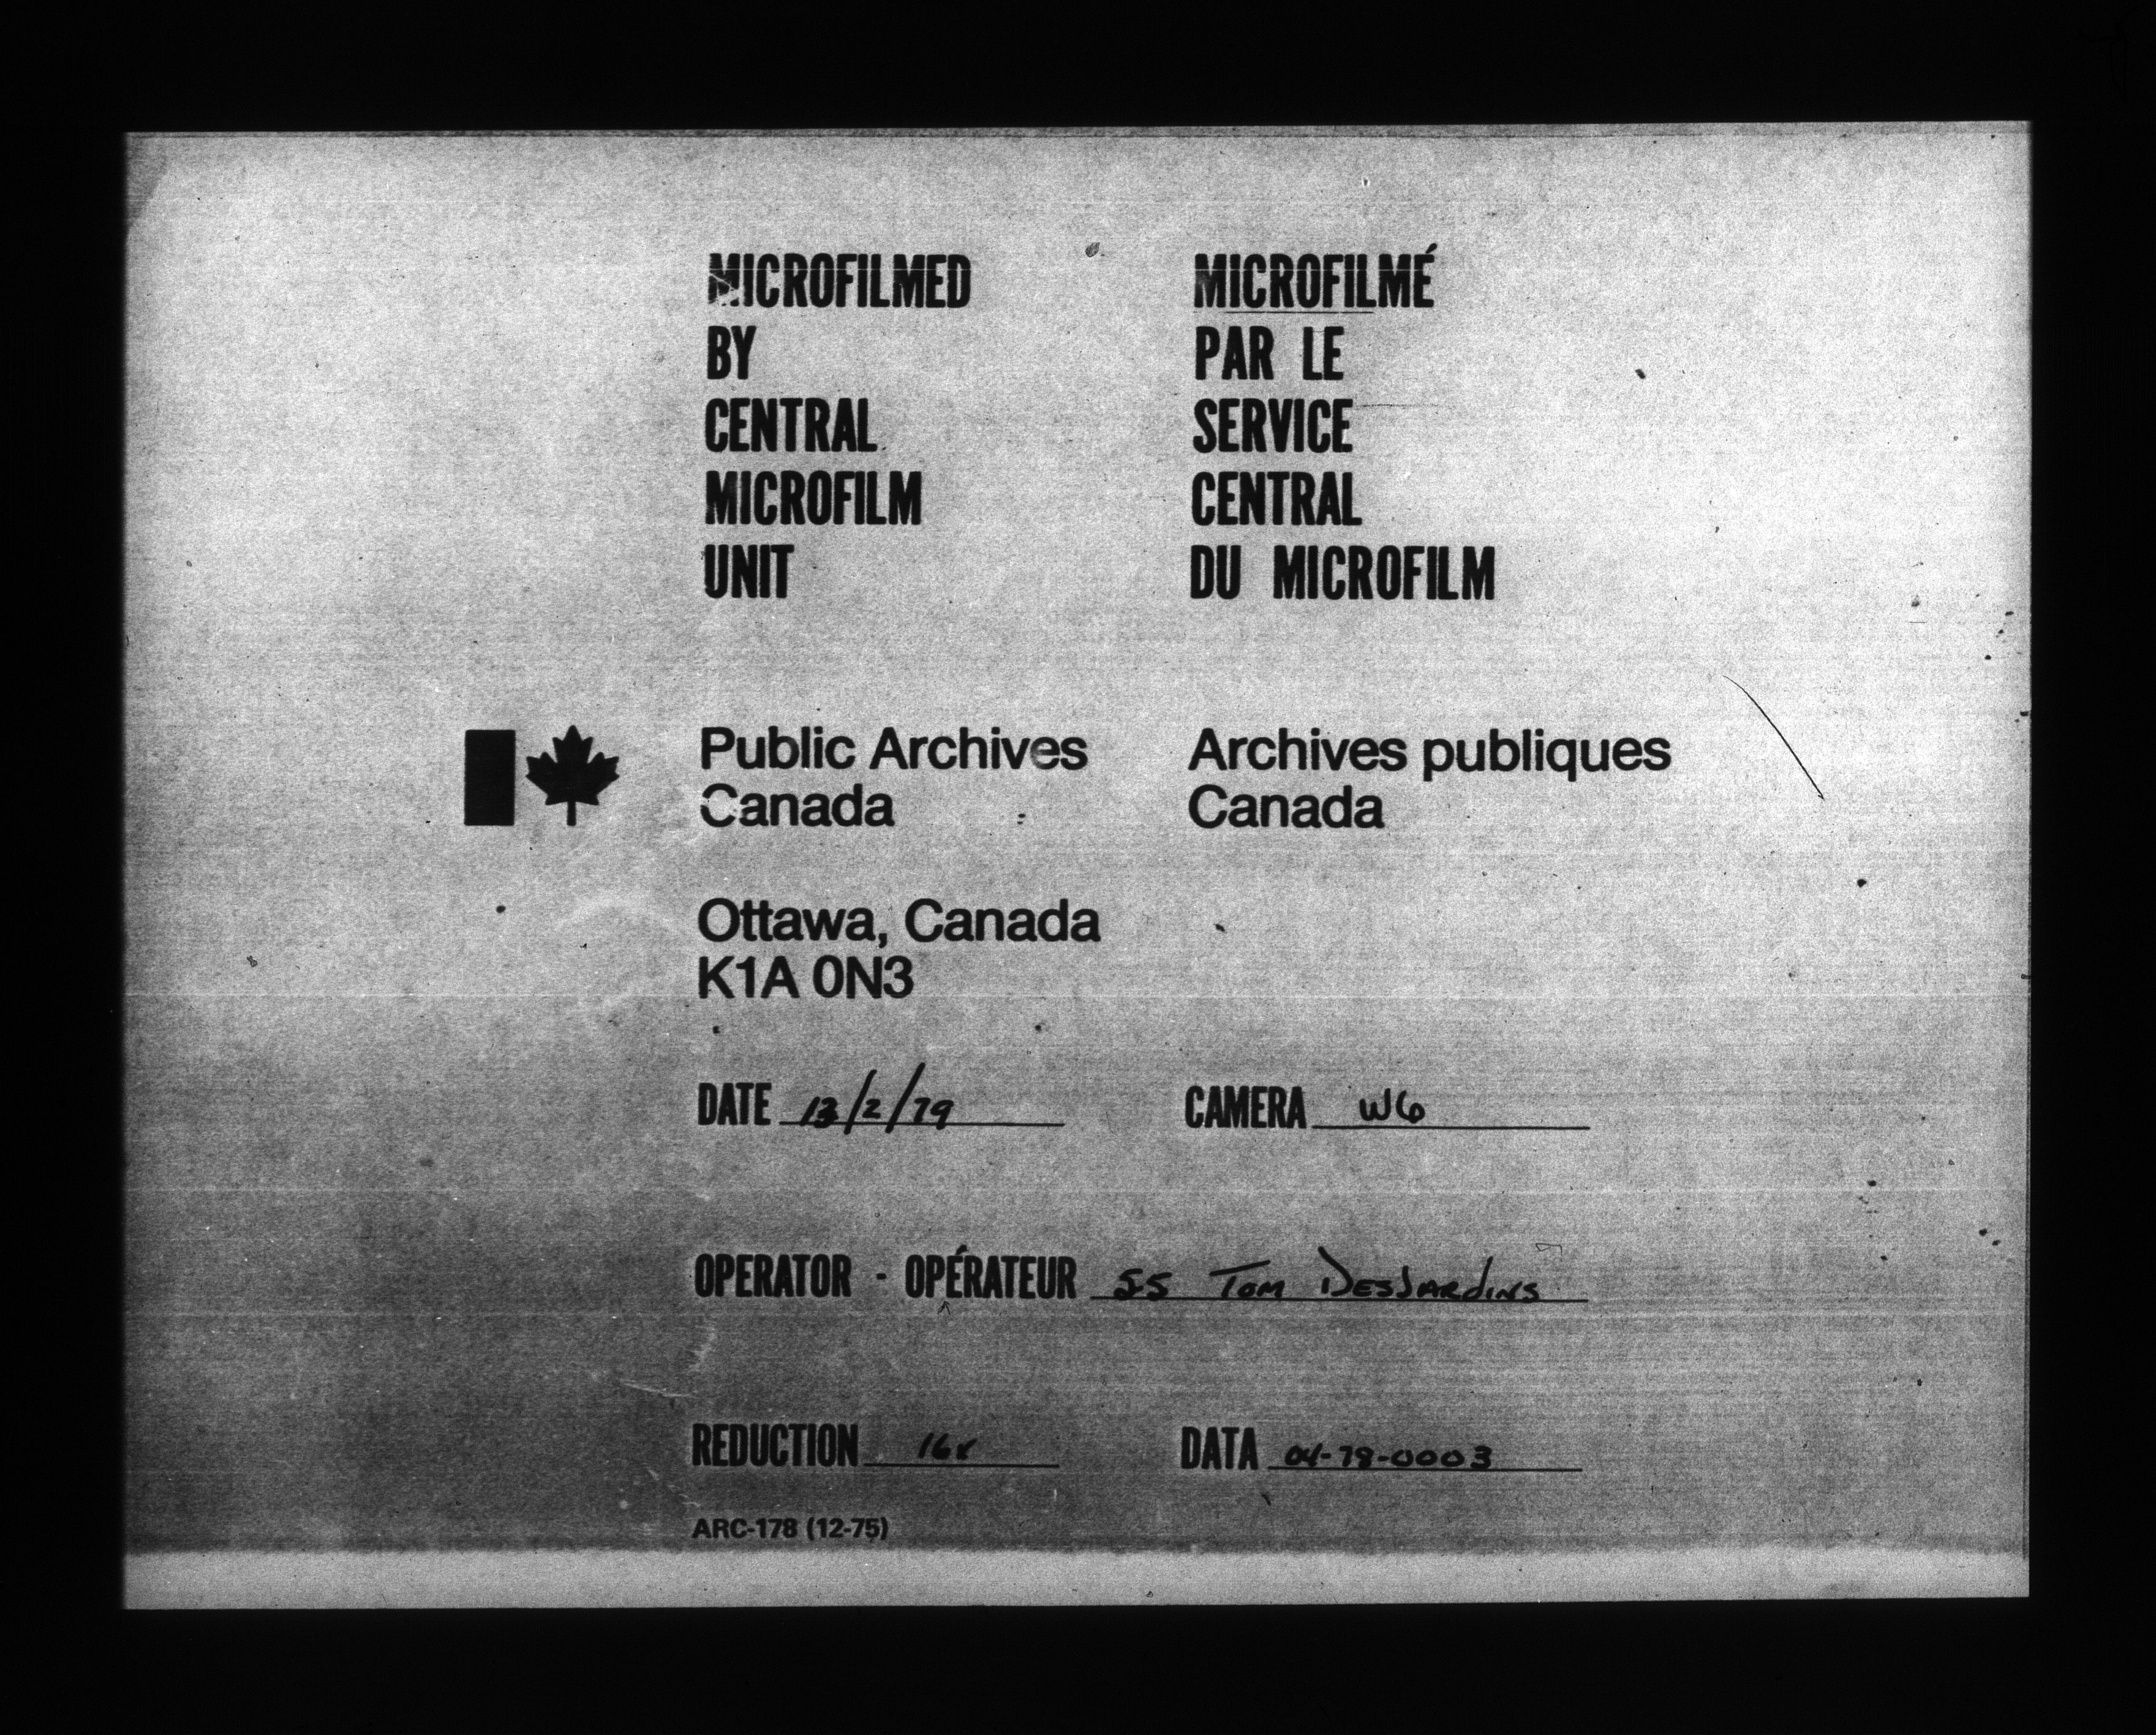 MICROFILMED
BY
CENTRAL
MICROFILM
UNIT
MICROFILMÉ
PAR LE
SERVICE
CENTRAL
DU MICROFILM
Public Archives
Canada
Archives publiques
Canada
Ottawa, Canada
K1A 0N3
DATE 13/2/79
CAMERA W6
OPERATOR - OPÉRATEUR 55 Tom DesJardins
REDUCTION 16x
DATA 04-78-0003
ARC-178 (12-75)